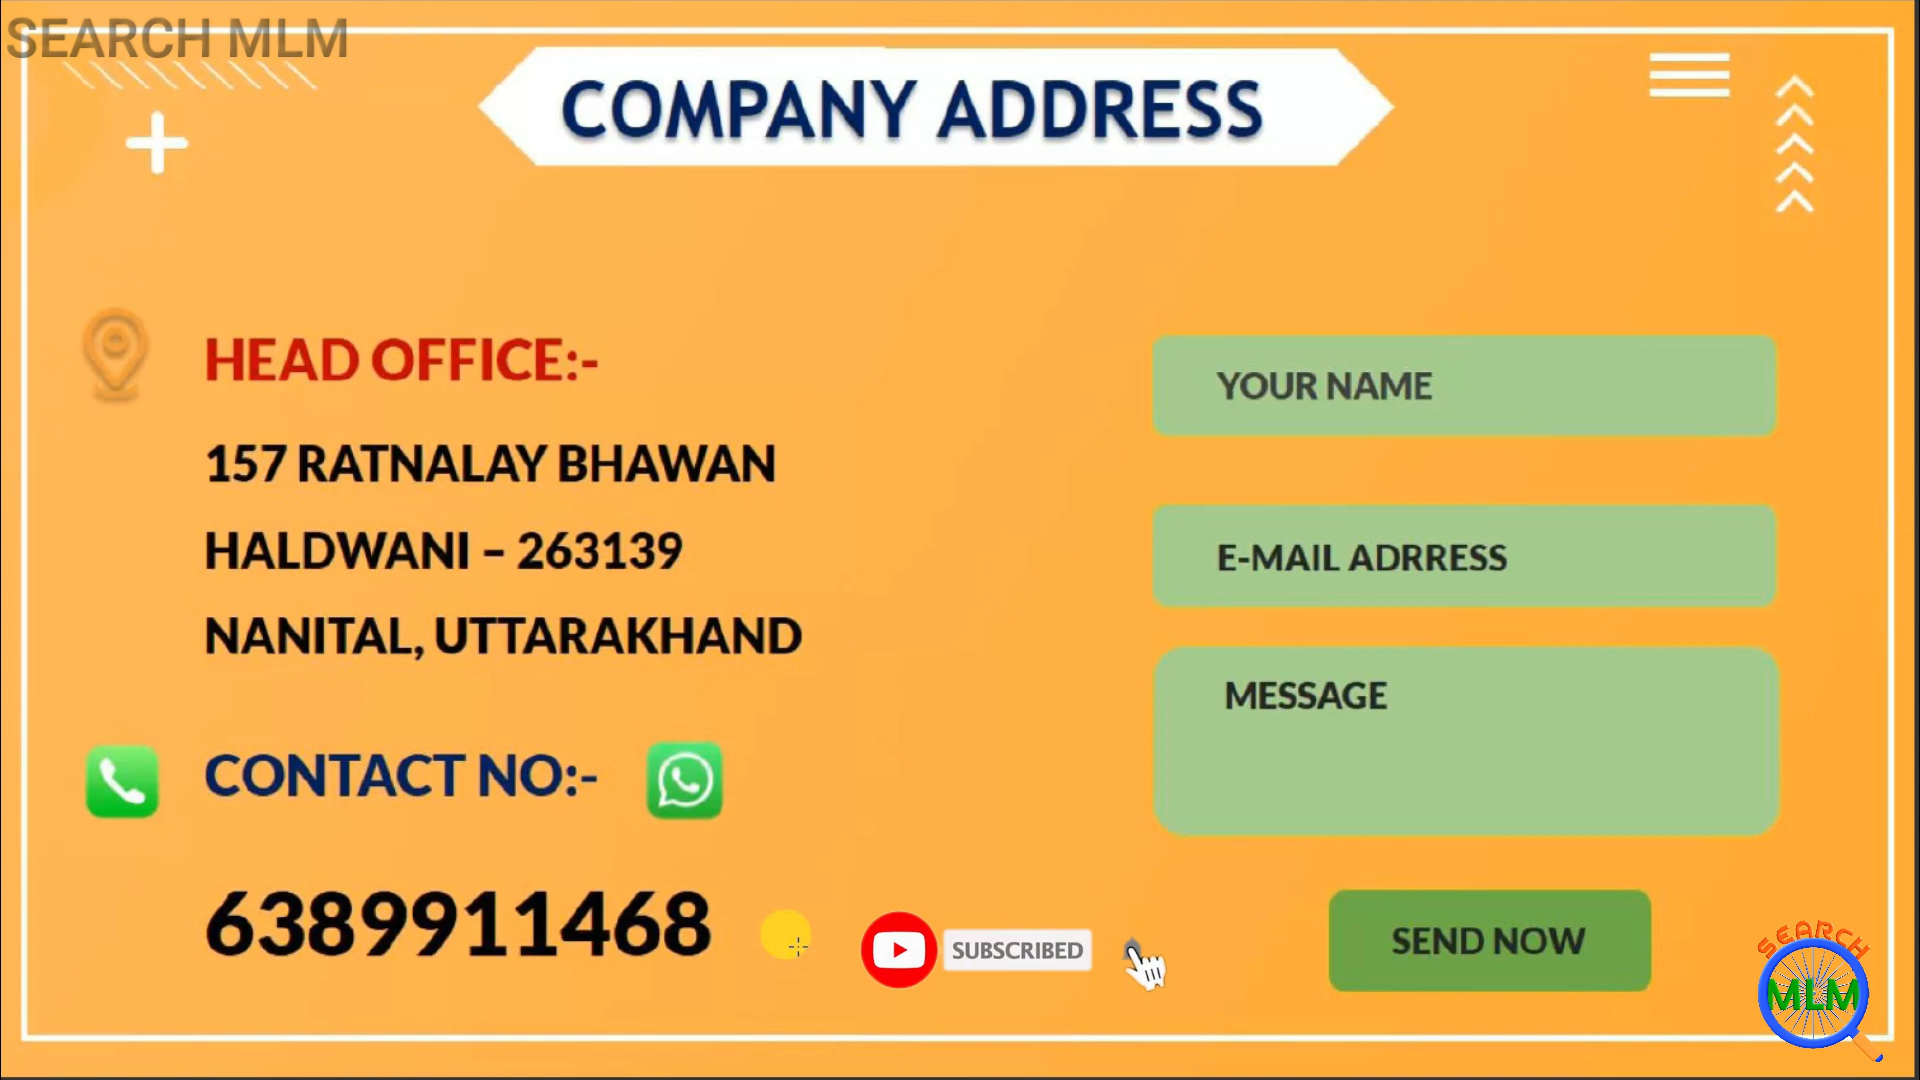 SEARCH MLM
COMPANY ADDRESS
HEAD OFFICE:-
157 RATNALAY BHAWAN
HALDWANI – 263139
NANITAL, UTTARAKHAND
CONTACT NO:-
6389911468
YOUR NAME
E-MAIL ADRRESS
MESSAGE
SEND NOW
SUBSCRIBED
SEARCH
MLM